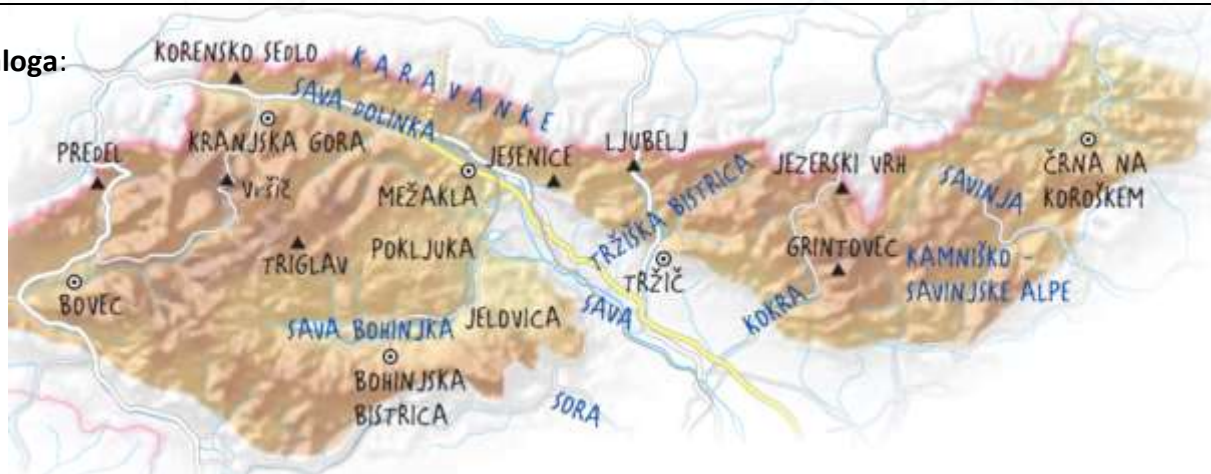 loga:
KORENSKO SEDLO
KARAVANKE
SAVA DOLINKA
KRANJSKA GORA
PREDEL
Vršič
JESENICE
LJUBELJ
MEŽAKLA
TRŽIŠKA BISTRICA
JEZERSKI VRH
SAVINJA
ČRNA NA
KOROŠKEM
POKLJUKA
TRIGLAV
GRINTOVEC
KAMNIŠKO -
SAVINJSKE ALPE
BOVEC
TRŽIČ
KOKRA
SAVA
SAVA BOHINJKA
JELOVICA
BOHINJSKA
BISTRICA
SORA